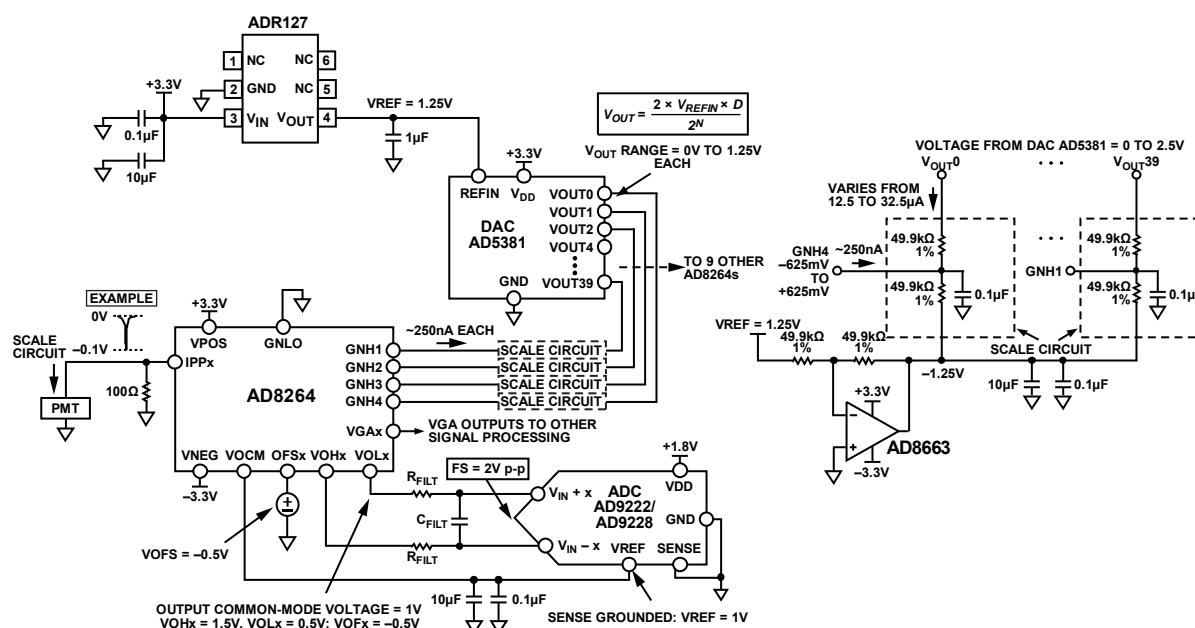 ADR127
1 NC
NC 6
2 GND
NC 5
3 VIN
VOUT 4
+3.3V
0.1µF
10µF
VREF = 1.25V
1µF
VOUT = 2 × VREFIN × D
2N
VOUT RANGE = 0V TO 1.25V
EACH
+3.3V
REFIN
VDD
VOUT0
VOUT1
VOUT2
VOUT4
VOUT39
DAC
AD5381
GND
TO 9 OTHER
AD8264s
EXAMPLE
0V
–0.1V
SCALE
CIRCUIT
PMT
100Ω
+3.3V
VPOS
GNLO
IPPx
AD8264
GNH1
GNH2
GNH3
GNH4
VGAx
~250nA EACH
SCALE CIRCUIT
SCALE CIRCUIT
SCALE CIRCUIT
SCALE CIRCUIT
VGA OUTPUTS TO OTHER
SIGNAL PROCESSING
VNEG
VOCM
OFSx
VOHx
VOLx
–3.3V
VOFS = –0.5V
RFILT
CFILT
RFILT
FS = 2V p-p
VIN + x
VIN – x
ADC
AD9222/
AD9228
+1.8V
VDD
GND
VREF
SENSE
10µF
0.1µF
OUTPUT COMMON-MODE VOLTAGE = 1V
VOHx = 1.5V, VOLx = 0.5V; VOFx = –0.5V
SENSE GROUNDED: VREF = 1V
VOLTAGE FROM DAC AD5381 = 0 TO 2.5V
VOUT0
VOUT39
VARIES FROM
12.5 TO 32.5µA
49.9kΩ
1%
49.9kΩ
1%
GNH4
–625mV
TO
+625mV
~250nA
GNH1
49.9kΩ
1%
0.1µF
49.9kΩ
1%
0.1µ
VREF = 1.25V
49.9kΩ
1%
49.9kΩ
1%
SCALE CIRCUIT
–1.25V
10µF
0.1µF
+3.3V
AD8663
–3.3V